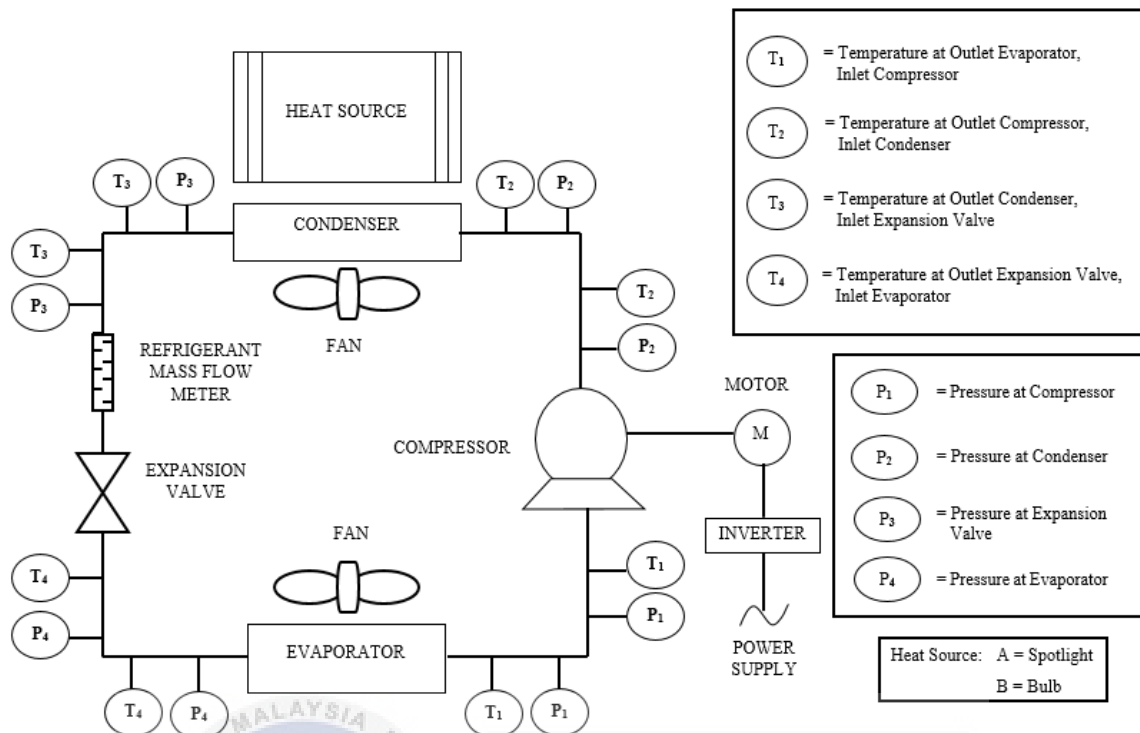 HEAT SOURCE
T₃
P₃
T₂
P₂
CONDENSER
T₃
P₃
T₂
P₂
FAN
REFRIGERANT
MASS FLOW
METER
MOTOR
M
COMPRESSOR
EXPANSION
VALVE
INVERTER
FAN
T₄
P₄
T₁
P₁
EVAPORATOR
POWER
SUPPLY
T₄
P₄
T₁
P₁
MALAYSIA
T₁ = Temperature at Outlet Evaporator,
Inlet Compressor
T₂ = Temperature at Outlet Compressor,
Inlet Condenser
T₃ = Temperature at Outlet Condenser,
Inlet Expansion Valve
T₄ = Temperature at Outlet Expansion Valve,
Inlet Evaporator
P₁ = Pressure at Compressor
P₂ = Pressure at Condenser
P₃ = Pressure at Expansion
Valve
P₄ = Pressure at Evaporator
Heat Source: A = Spotlight
B = Bulb